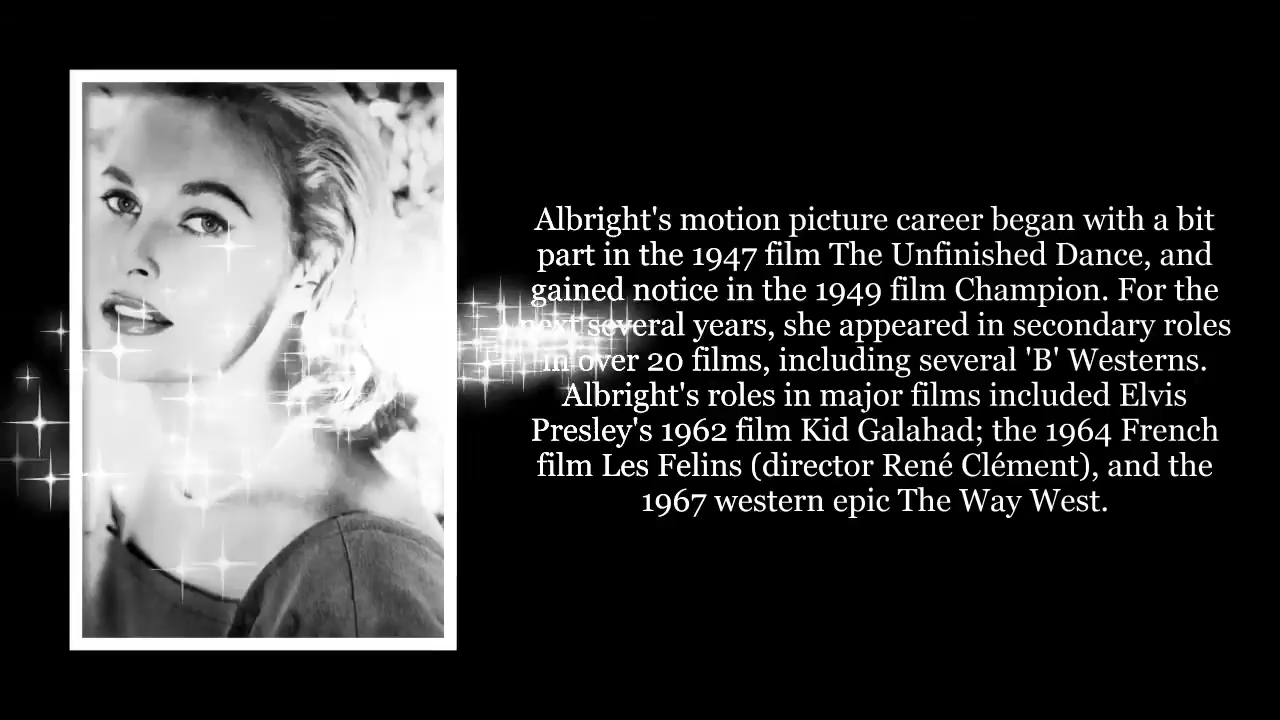 Albright's motion picture career began with a bit
part in the 1947 film The Unfinished Dance, and
gained notice in the 1949 film Champion. For the
next several years, she appeared in secondary roles
in over 20 films, including several 'B' Westerns.
Albright's roles in major films included Elvis
Presley's 1962 film Kid Galahad; the 1964 French
film Les Felins (director René Clément), and the
1967 western epic The Way West.